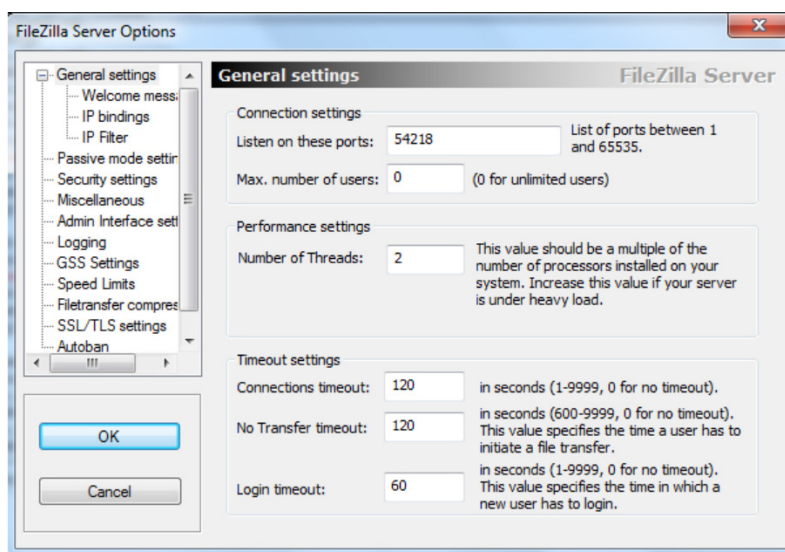 FileZilla Server Options
General settings
Welcome messa
IP bindings
IP Filter
Passive mode settin
Security settings
Miscellaneous
Admin Interface sett
Logging
GSS Settings
Speed Limits
Filetransfer compres
SSL/TLS settings
Autoban
OK
Cancel
General settings
FileZilla Server
Connection settings
Listen on these ports: 54218 List of ports between 1
and 65535.
Max. number of users: 0 (0 for unlimited users)
Performance settings
Number of Threads: 2 This value should be a multiple of the
number of processors installed on your
system. Increase this value if your server
is under heavy load.
Timeout settings
Connections timeout: 120 in seconds (1-9999, 0 for no timeout).
No Transfer timeout: 120 in seconds (600-9999, 0 for no timeout).
This value specifies the time a user has to
initiate a file transfer.
Login timeout: 60 in seconds (1-9999, 0 for no timeout).
This value specifies the time in which a
new user has to login.